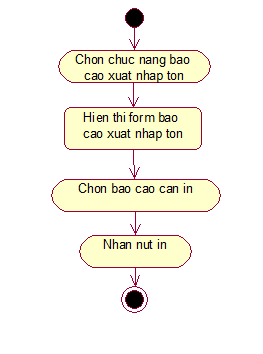 Chon chuc nang bao
cao xuat nhap ton
Hien thi form bao
cao xuat nhap ton
Chon bao cao can in
Nhan nut in